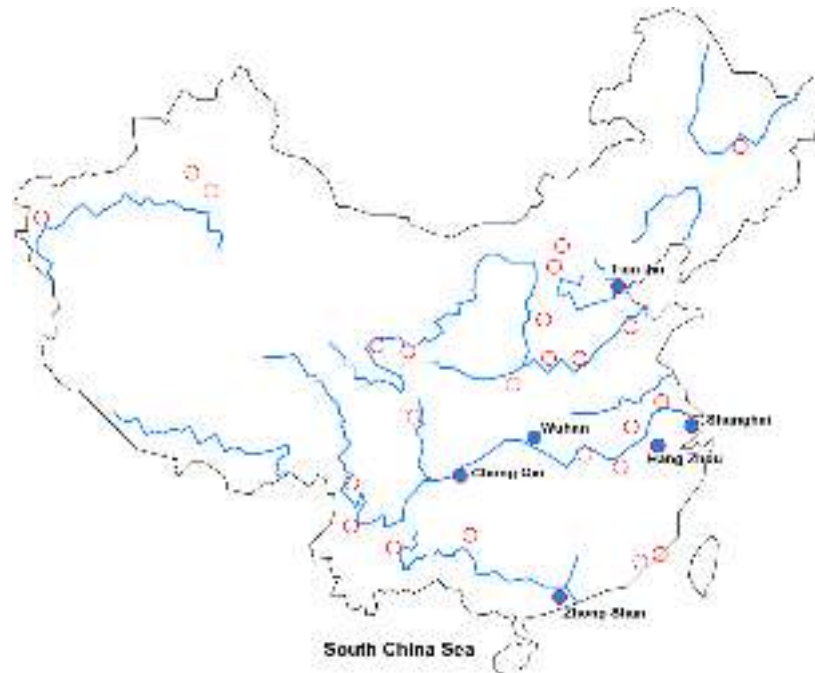 Tian Jin
Shanghai
Wuhan
Hang Zhou
Chong Qin
Zhong Shan
South China Sea